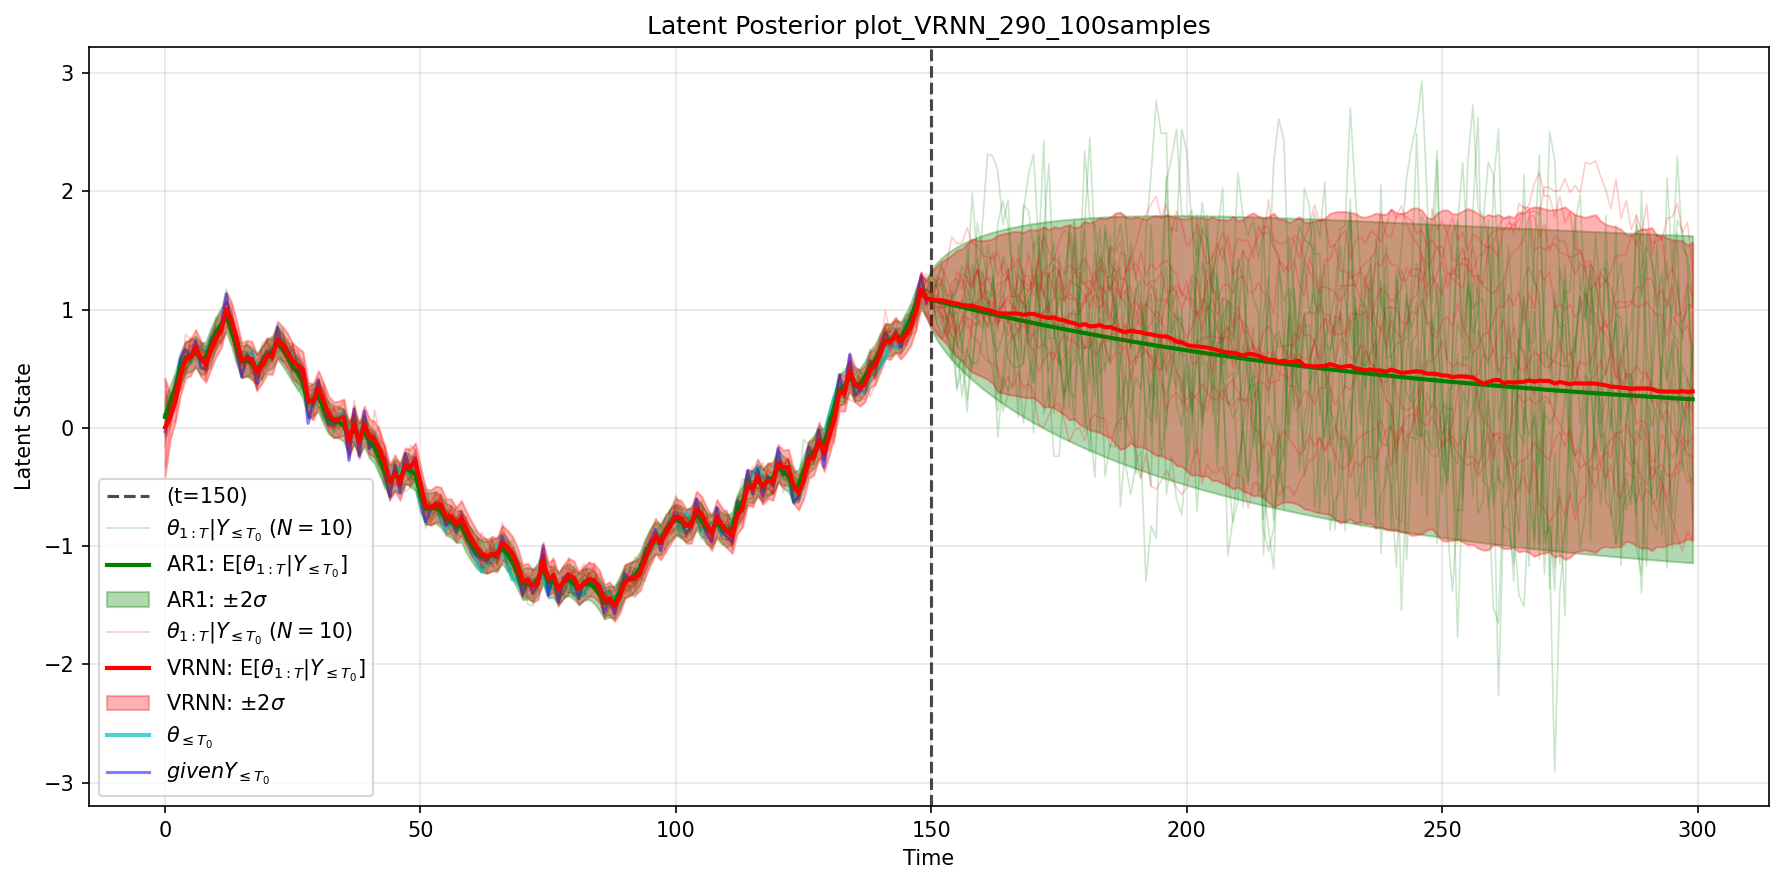 Latent Posterior plot_VRNN_290_100samples
Latent State
3
2
1
0
−1
−2
−3
(t=150)
θ₁:T|Y≤T₀ (N = 10)
AR1: E[θ₁:T|Y≤T₀]
AR1: ±2σ
θ₁:T|Y≤T₀ (N = 10)
VRNN: E[θ₁:T|Y≤T₀]
VRNN: ±2σ
θ≤T₀
givenY≤T₀
0 50 100 150 200 250 300
Time